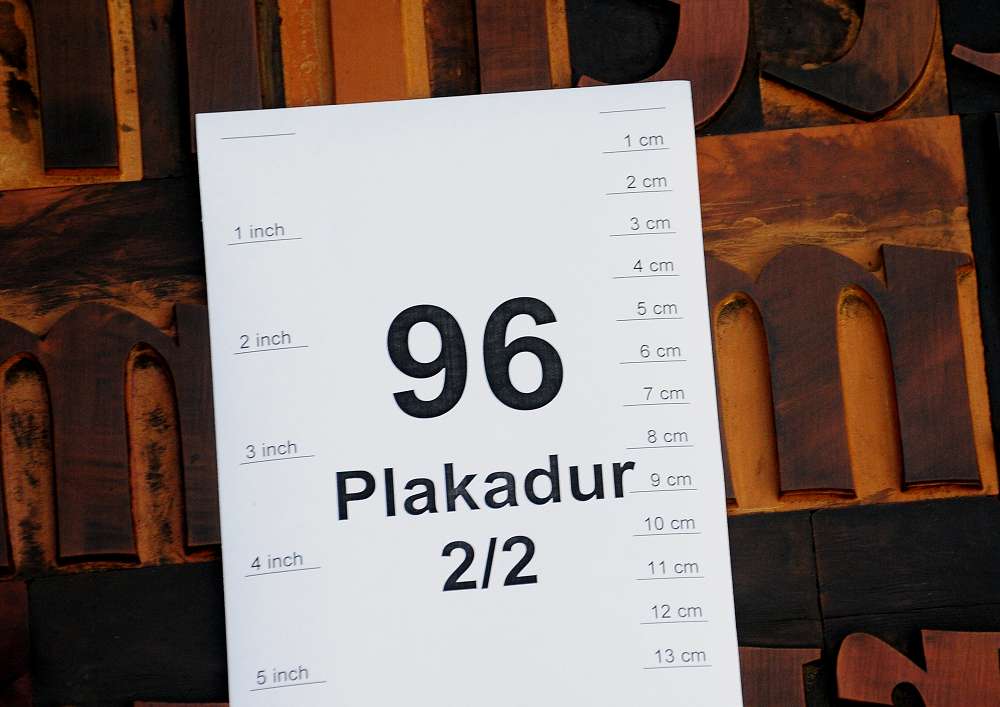 1 cm
2 cm
1 inch
3 cm
4 cm
5 cm
2 inch
6 cm
96
7 cm
8 cm
3 inch
9 cm
Plakadur
10 cm
4 inch
11 cm
2/2
12 cm
13 cm
5 inch